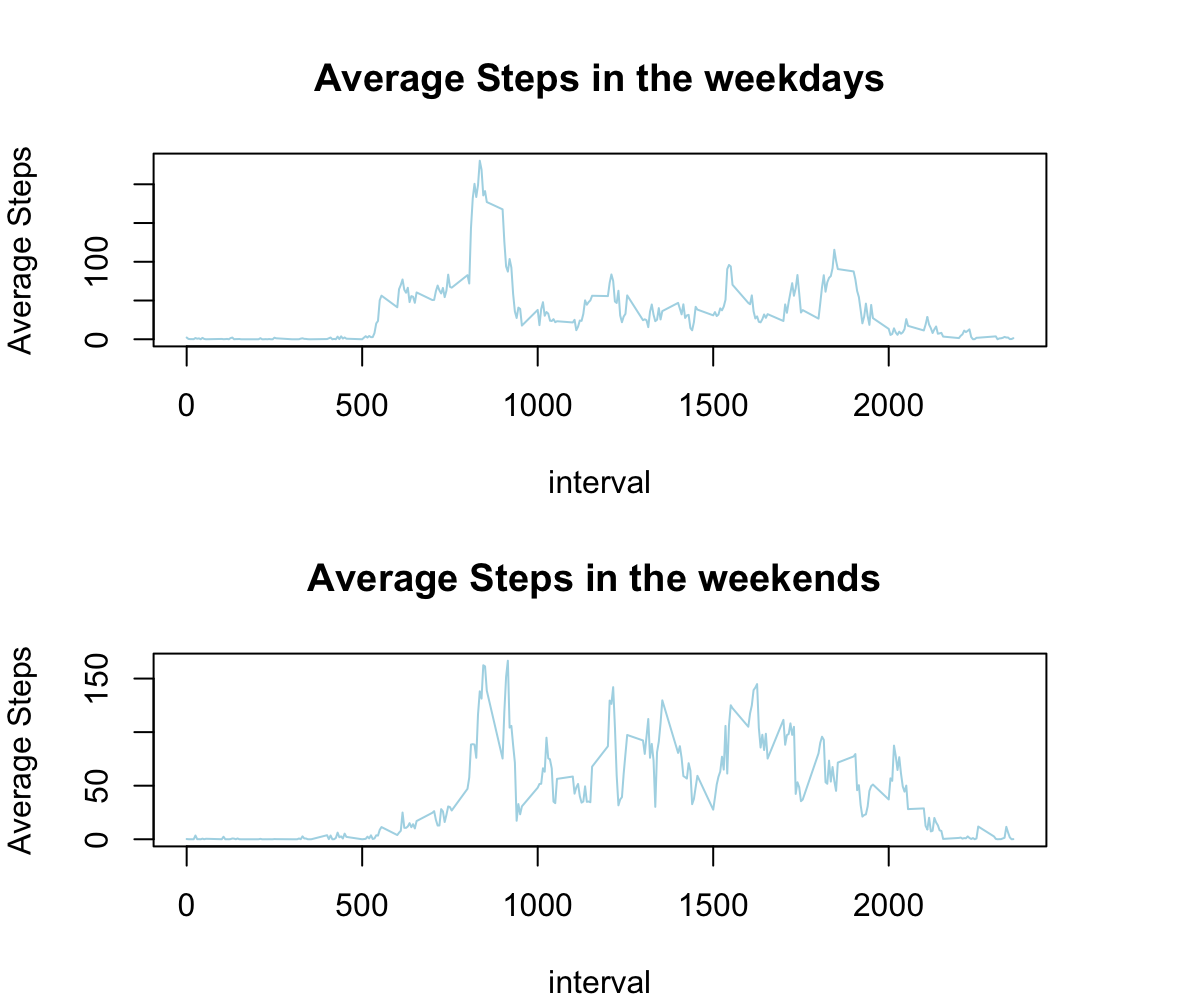 Average Steps in the weekdays
Average Steps
100
0
0 500 1000 1500 2000
interval
Average Steps in the weekends
Average Steps
150
50
0
0 500 1000 1500 2000
interval